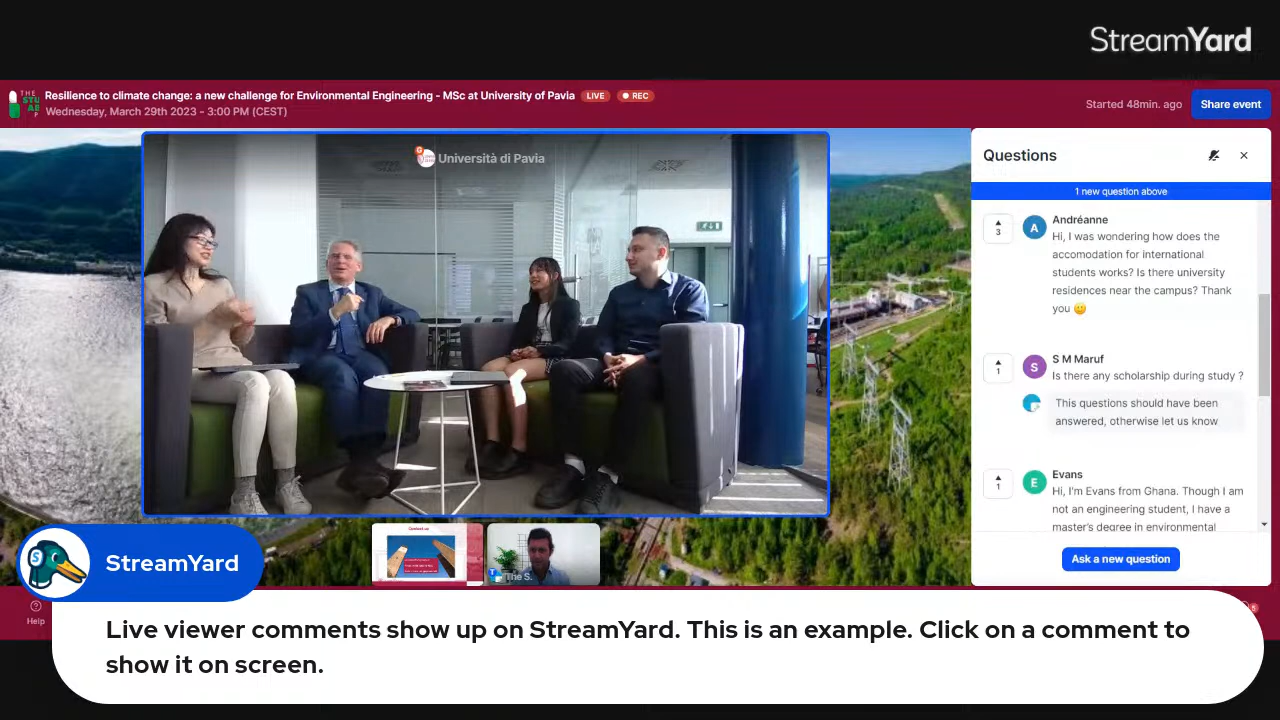 StreamYard
THE
Resilience to climate change: a new challenge for Environmental Engineering - MSc at University of Pavia LIVE REC
Wednesday, March 29th 2023 - 3:00 PM (CEST)
Started 48min. ago
Share event
Università di Pavia
Questions
1 new question above
3
A
Andréanne
Hi, I was wondering how does the
accomodation for international
students works? Is there university
residences near the campus? Thank
you 🙂
1
S
S M Maruf
Is there any scholarship during study ?
This questions should have been
answered, otherwise let us know
1
E
Evans
Hi, I'm Evans from Ghana. Though I am
not an engineering student, I have a
master's degree in environmental
Ask a new question
The S.
Help
S
StreamYard
Live viewer comments show up on StreamYard. This is an example. Click on a comment to
show it on screen.